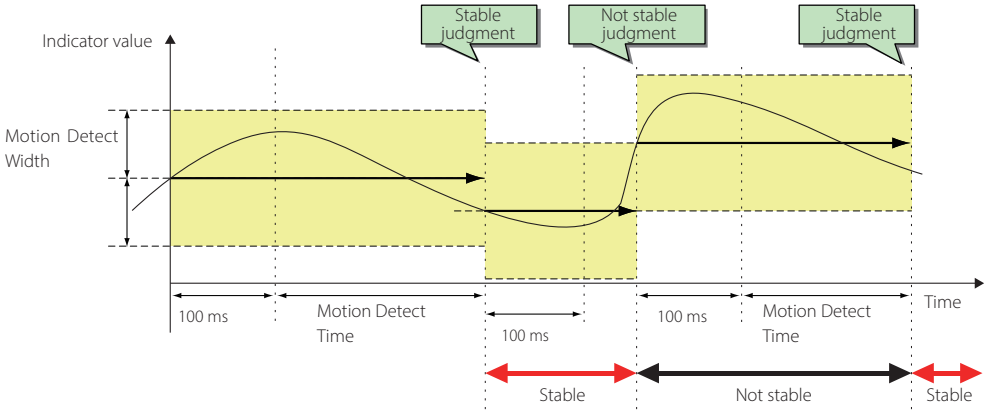 Stable
judgment
Not stable
judgment
Stable
judgment
Indicator value
Motion Detect
Width
100 ms
Motion Detect
Time
100 ms
100 ms
Motion Detect
Time
Time
Stable
Not stable
Stable